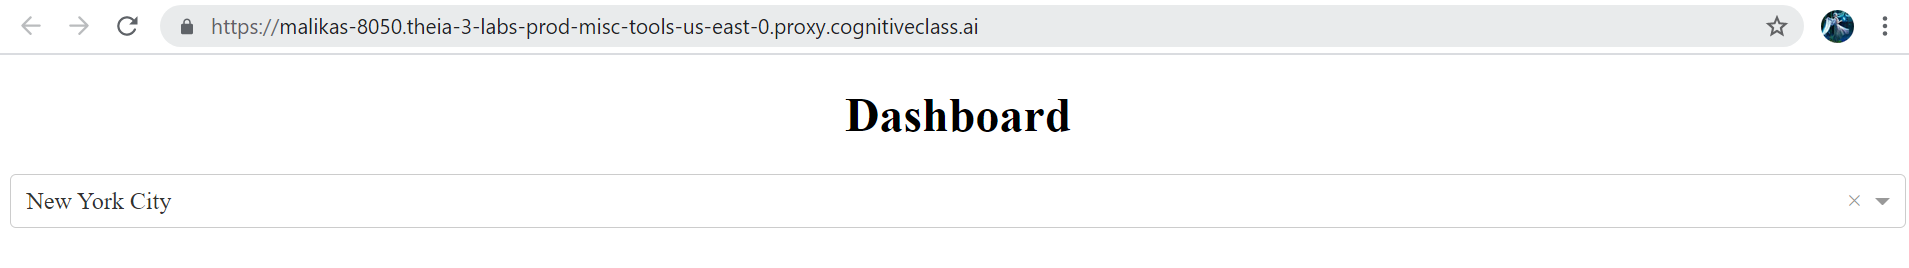 https://malikas-8050.theia-3-labs-prod-misc-tools-us-east-0.proxy.cognitiveclass.ai
Dashboard
New York City